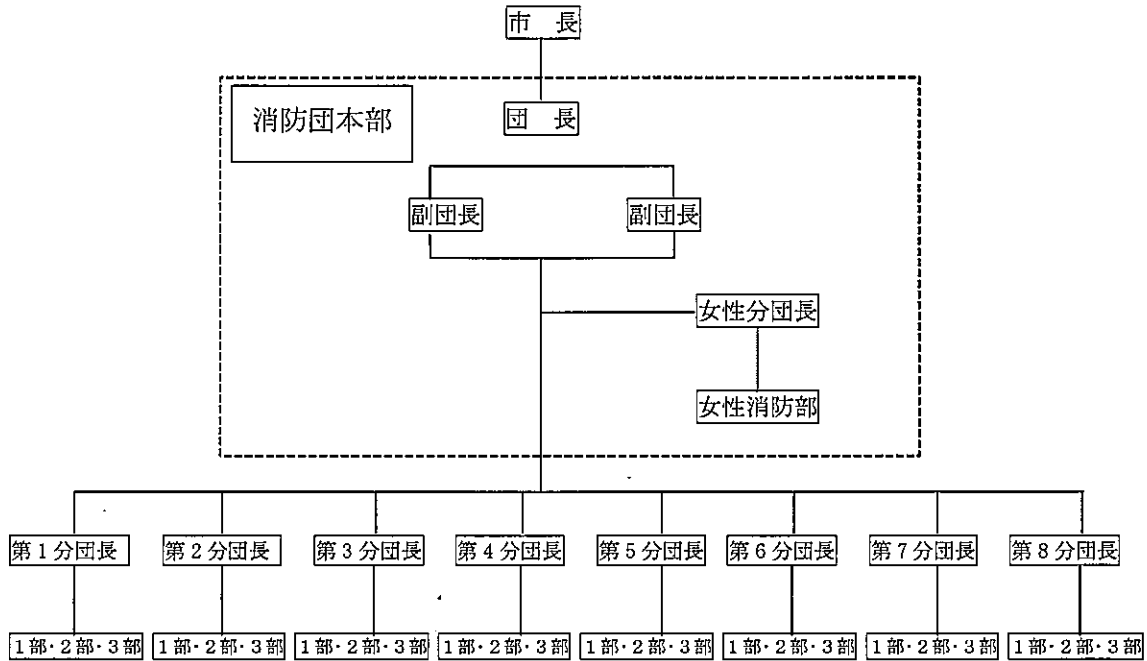 市 長
消防団本部
団 長
副団長 副団長
女性分団長
女性消防部
第1分団長 第2分団長 第3分団長 第4分団長 第5分団長 第6分団長 第7分団長 第8分団長
1部・2部・3部 1部・2部・3部 1部・2部・3部 1部・2部・3部 1部・2部・3部 1部・2部・3部 1部・2部・3部 1部・2部・3部